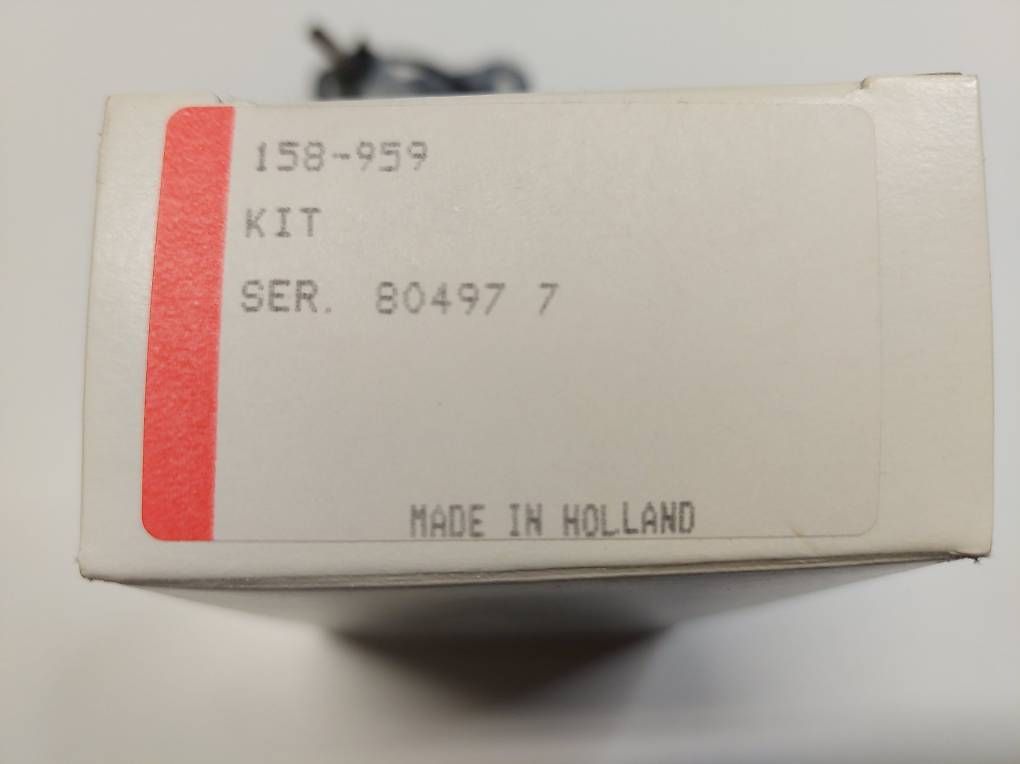 158-959
KIT
SER. 80497 7
MADE IN HOLLAND